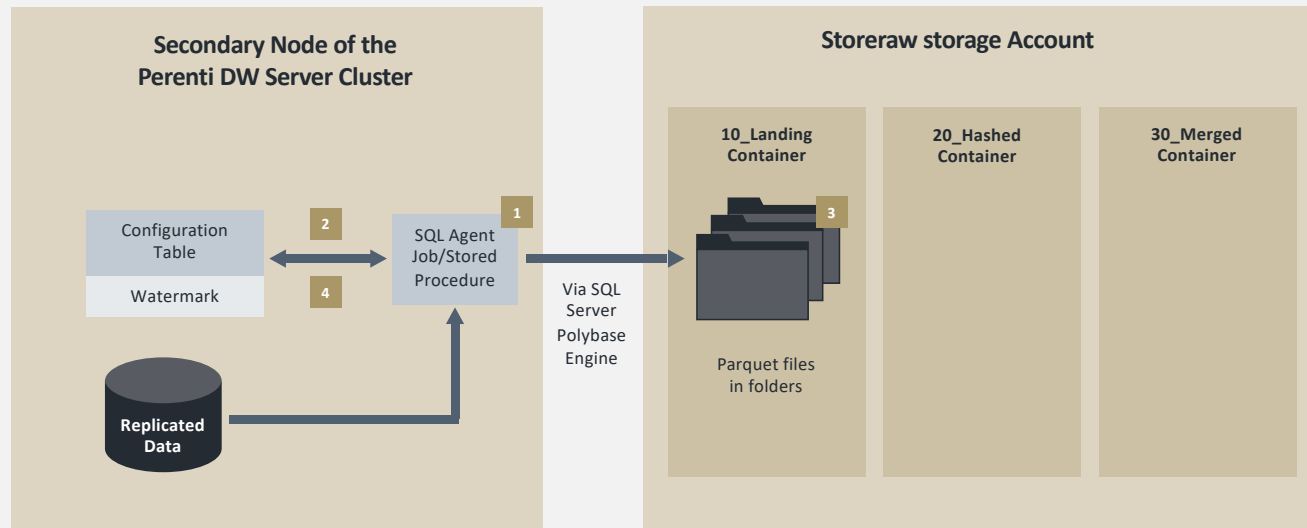 Secondary Node of the
Perenti DW Server Cluster
Configuration
Table
Watermark
2
4
1
SQL Agent
Job/Stored
Procedure
Replicated
Data
Via SQL
Server
Polybase
Engine
Storeraw storage Account
10_Landing
Container
3
Parquet files
in folders
20_Hashed
Container
30_Merged
Container